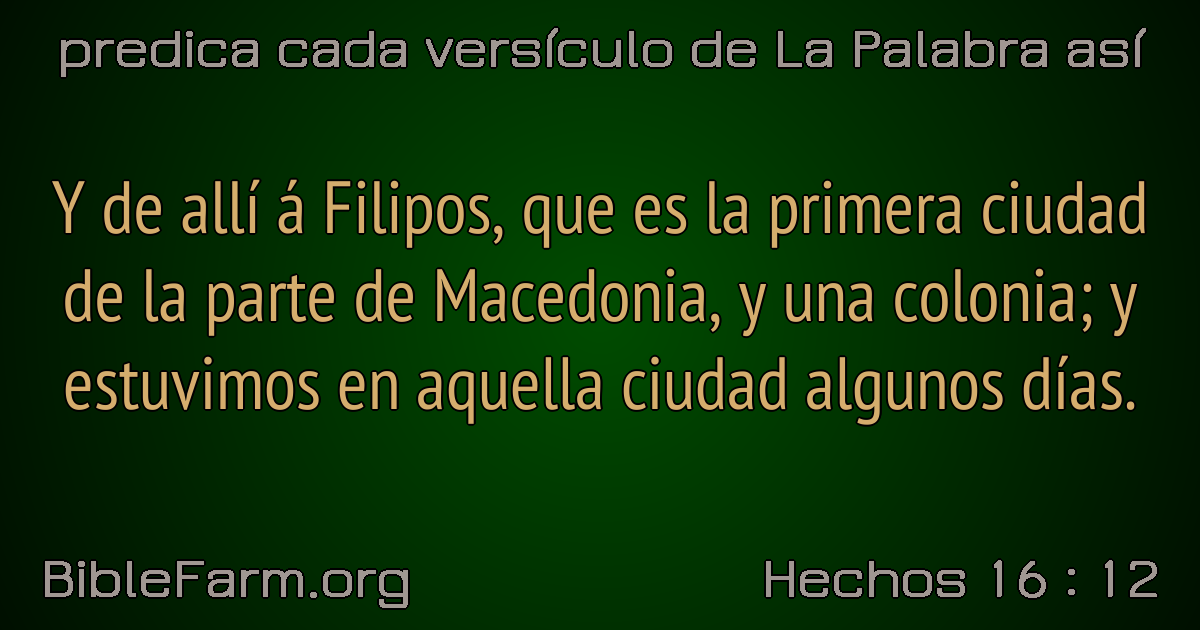 predica cada versículo de La Palabra así
Y de allí á Filipos, que es la primera ciudad
de la parte de Macedonia, y una colonia; y
estuvimos en aquella ciudad algunos días.
BibleFarm.org
Hechos 16 : 12